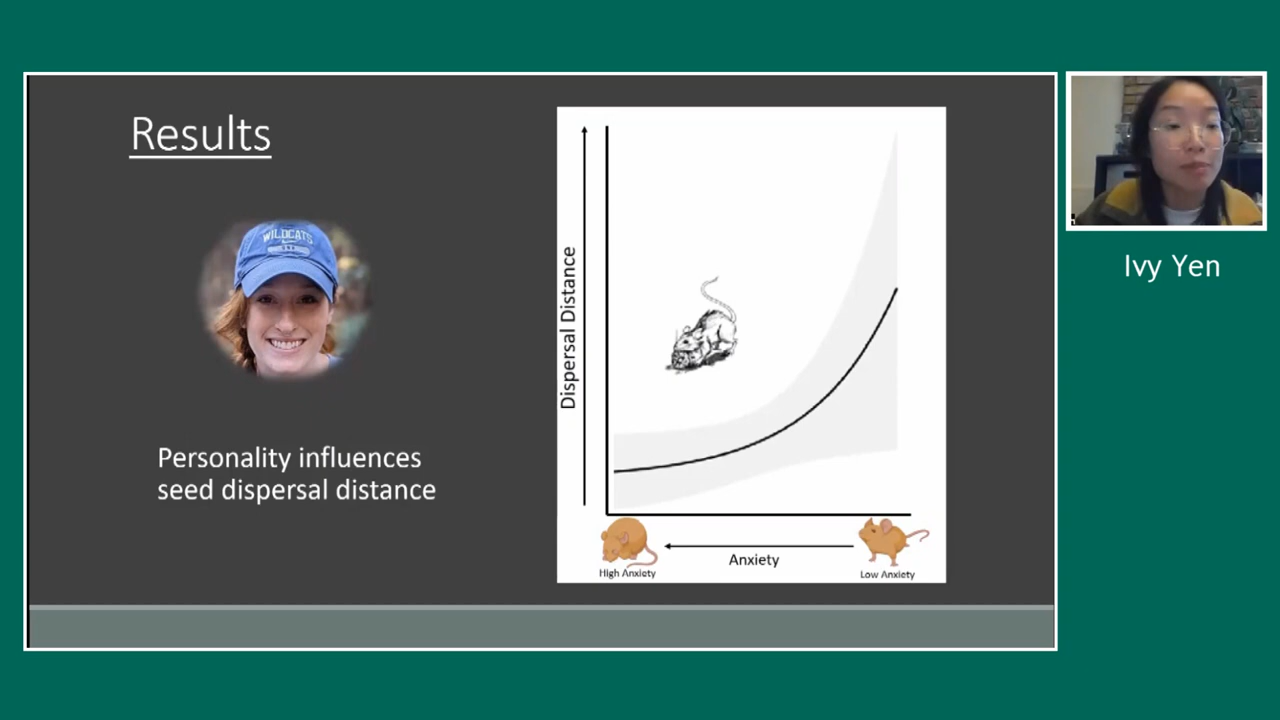 Results
WILDCATS
Personality influences
seed dispersal distance
Dispersal Distance
Anxiety
High Anxiety
Low Anxiety
Ivy Yen